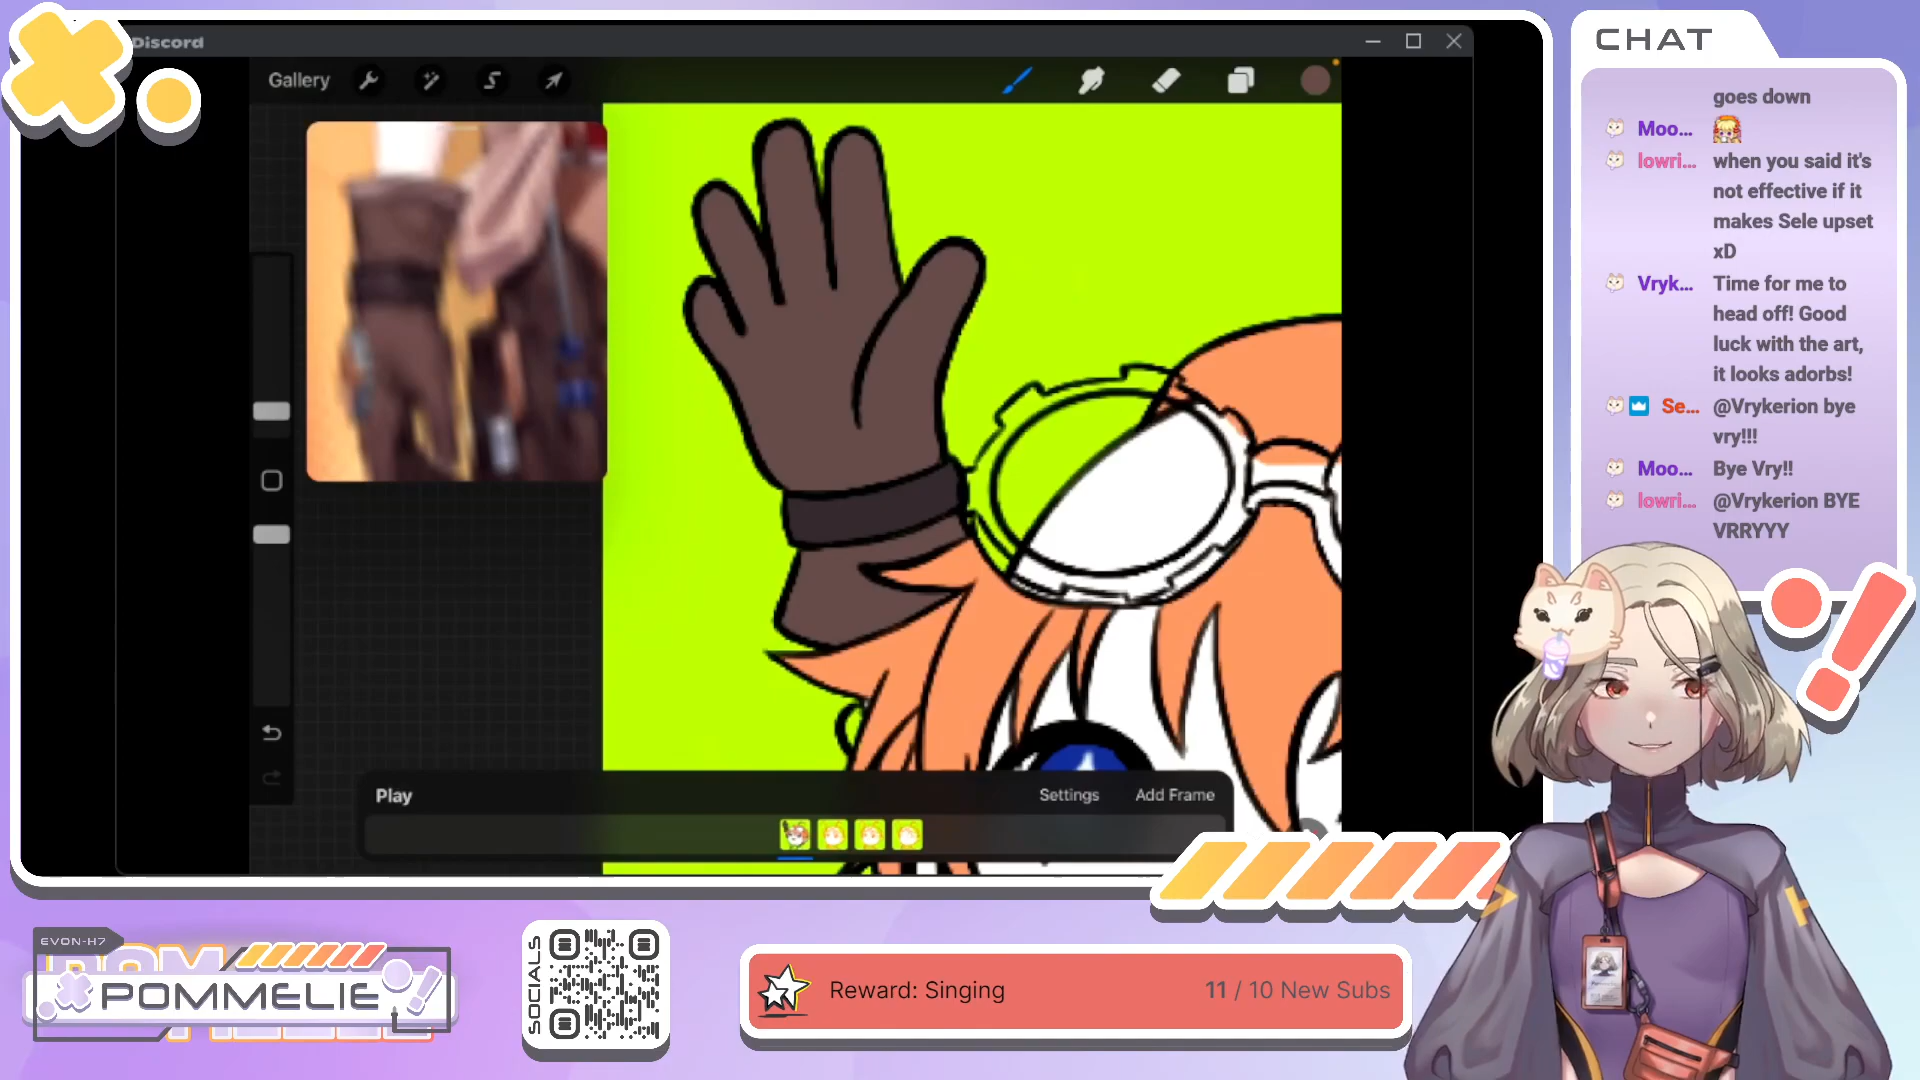 Discord
Gallery
Play
Settings
Add Frame
CHAT
goes down
Moo...
lowri... when you said it's
not effective if it
makes Sele upset
xD
Vryk... Time for me to
head off! Good
luck with the art,
it looks adorbs!
Se... @Vrykerion bye
vry!!!
Moo... Bye Vry!!
lowri... @Vrykerion BYE
VRRYYY
EVON-H7
POMMELIE
SOCIALS
Reward: Singing
11 / 10 New Subs